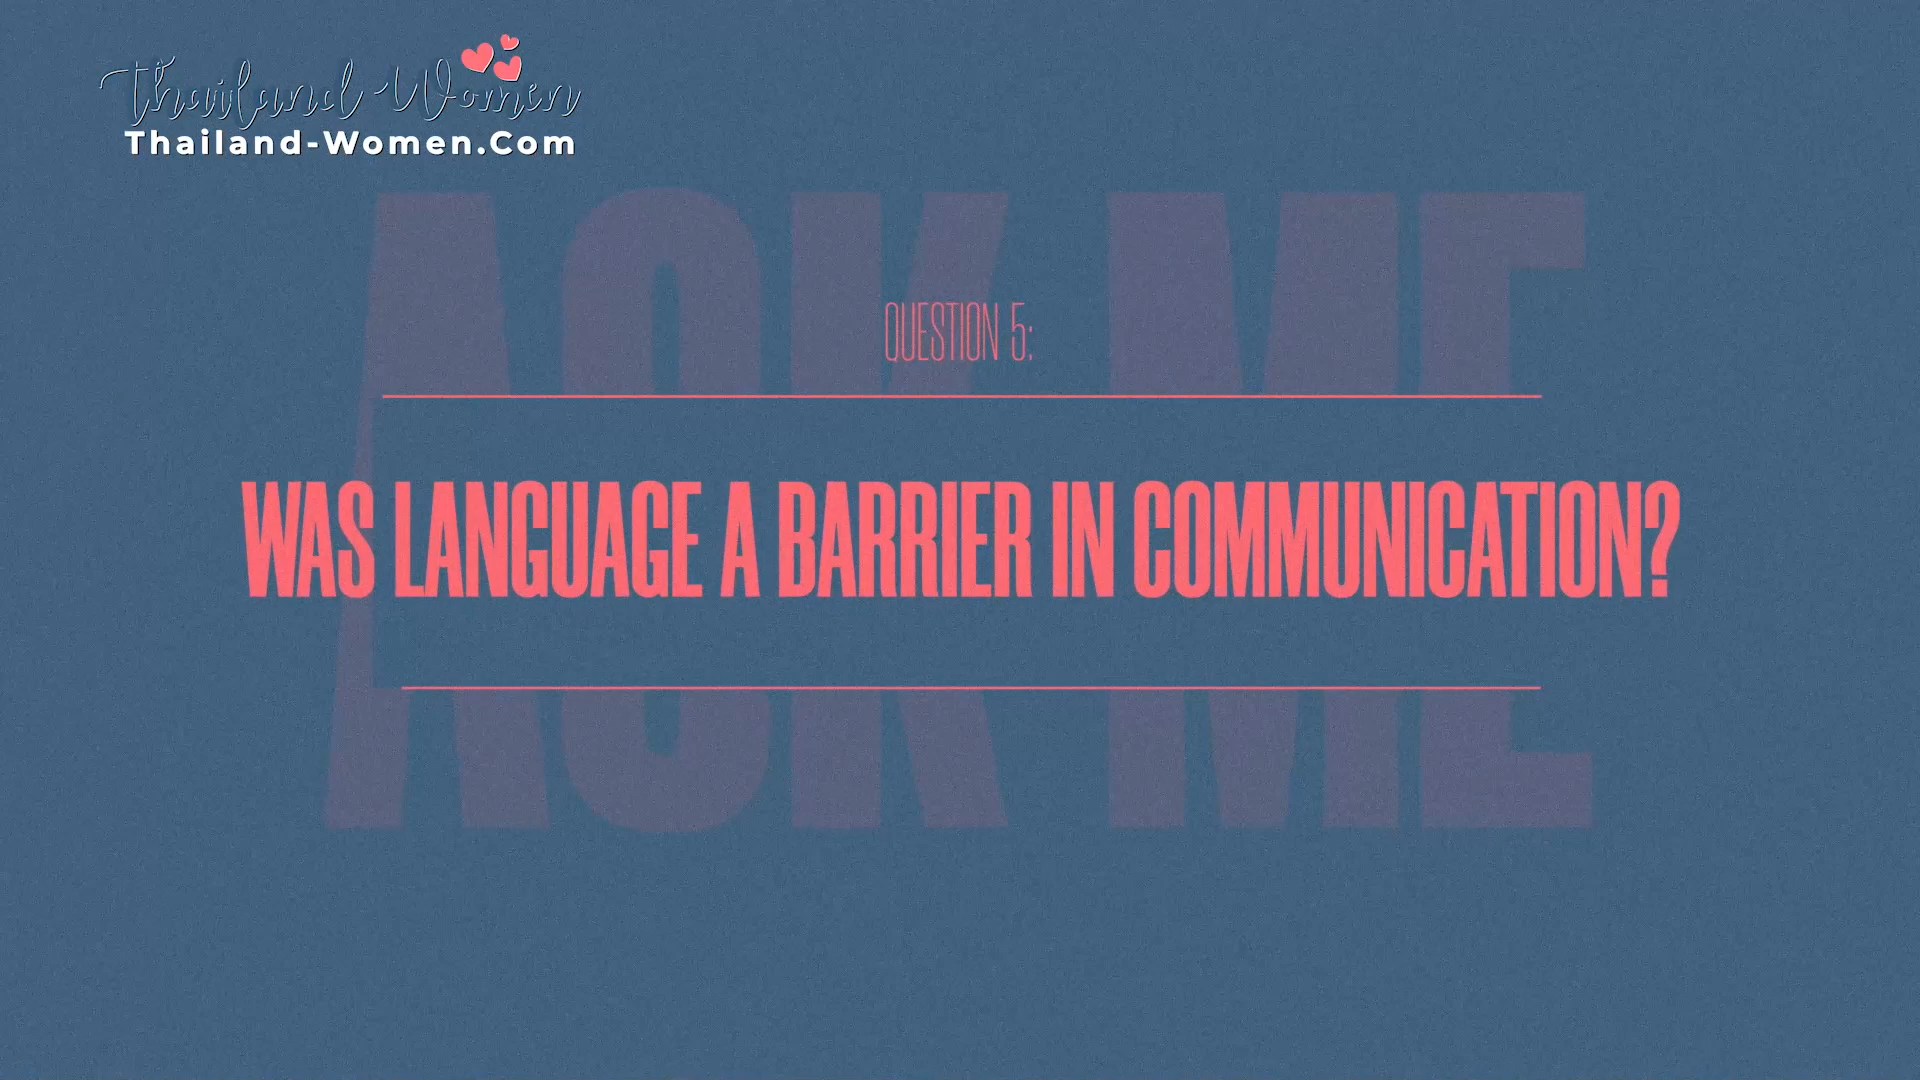 Thailand-Women
Thailand-Women.Com
ASK ME
QUESTION 5:
WAS LANGUAGE A BARRIER IN COMMUNICATION?